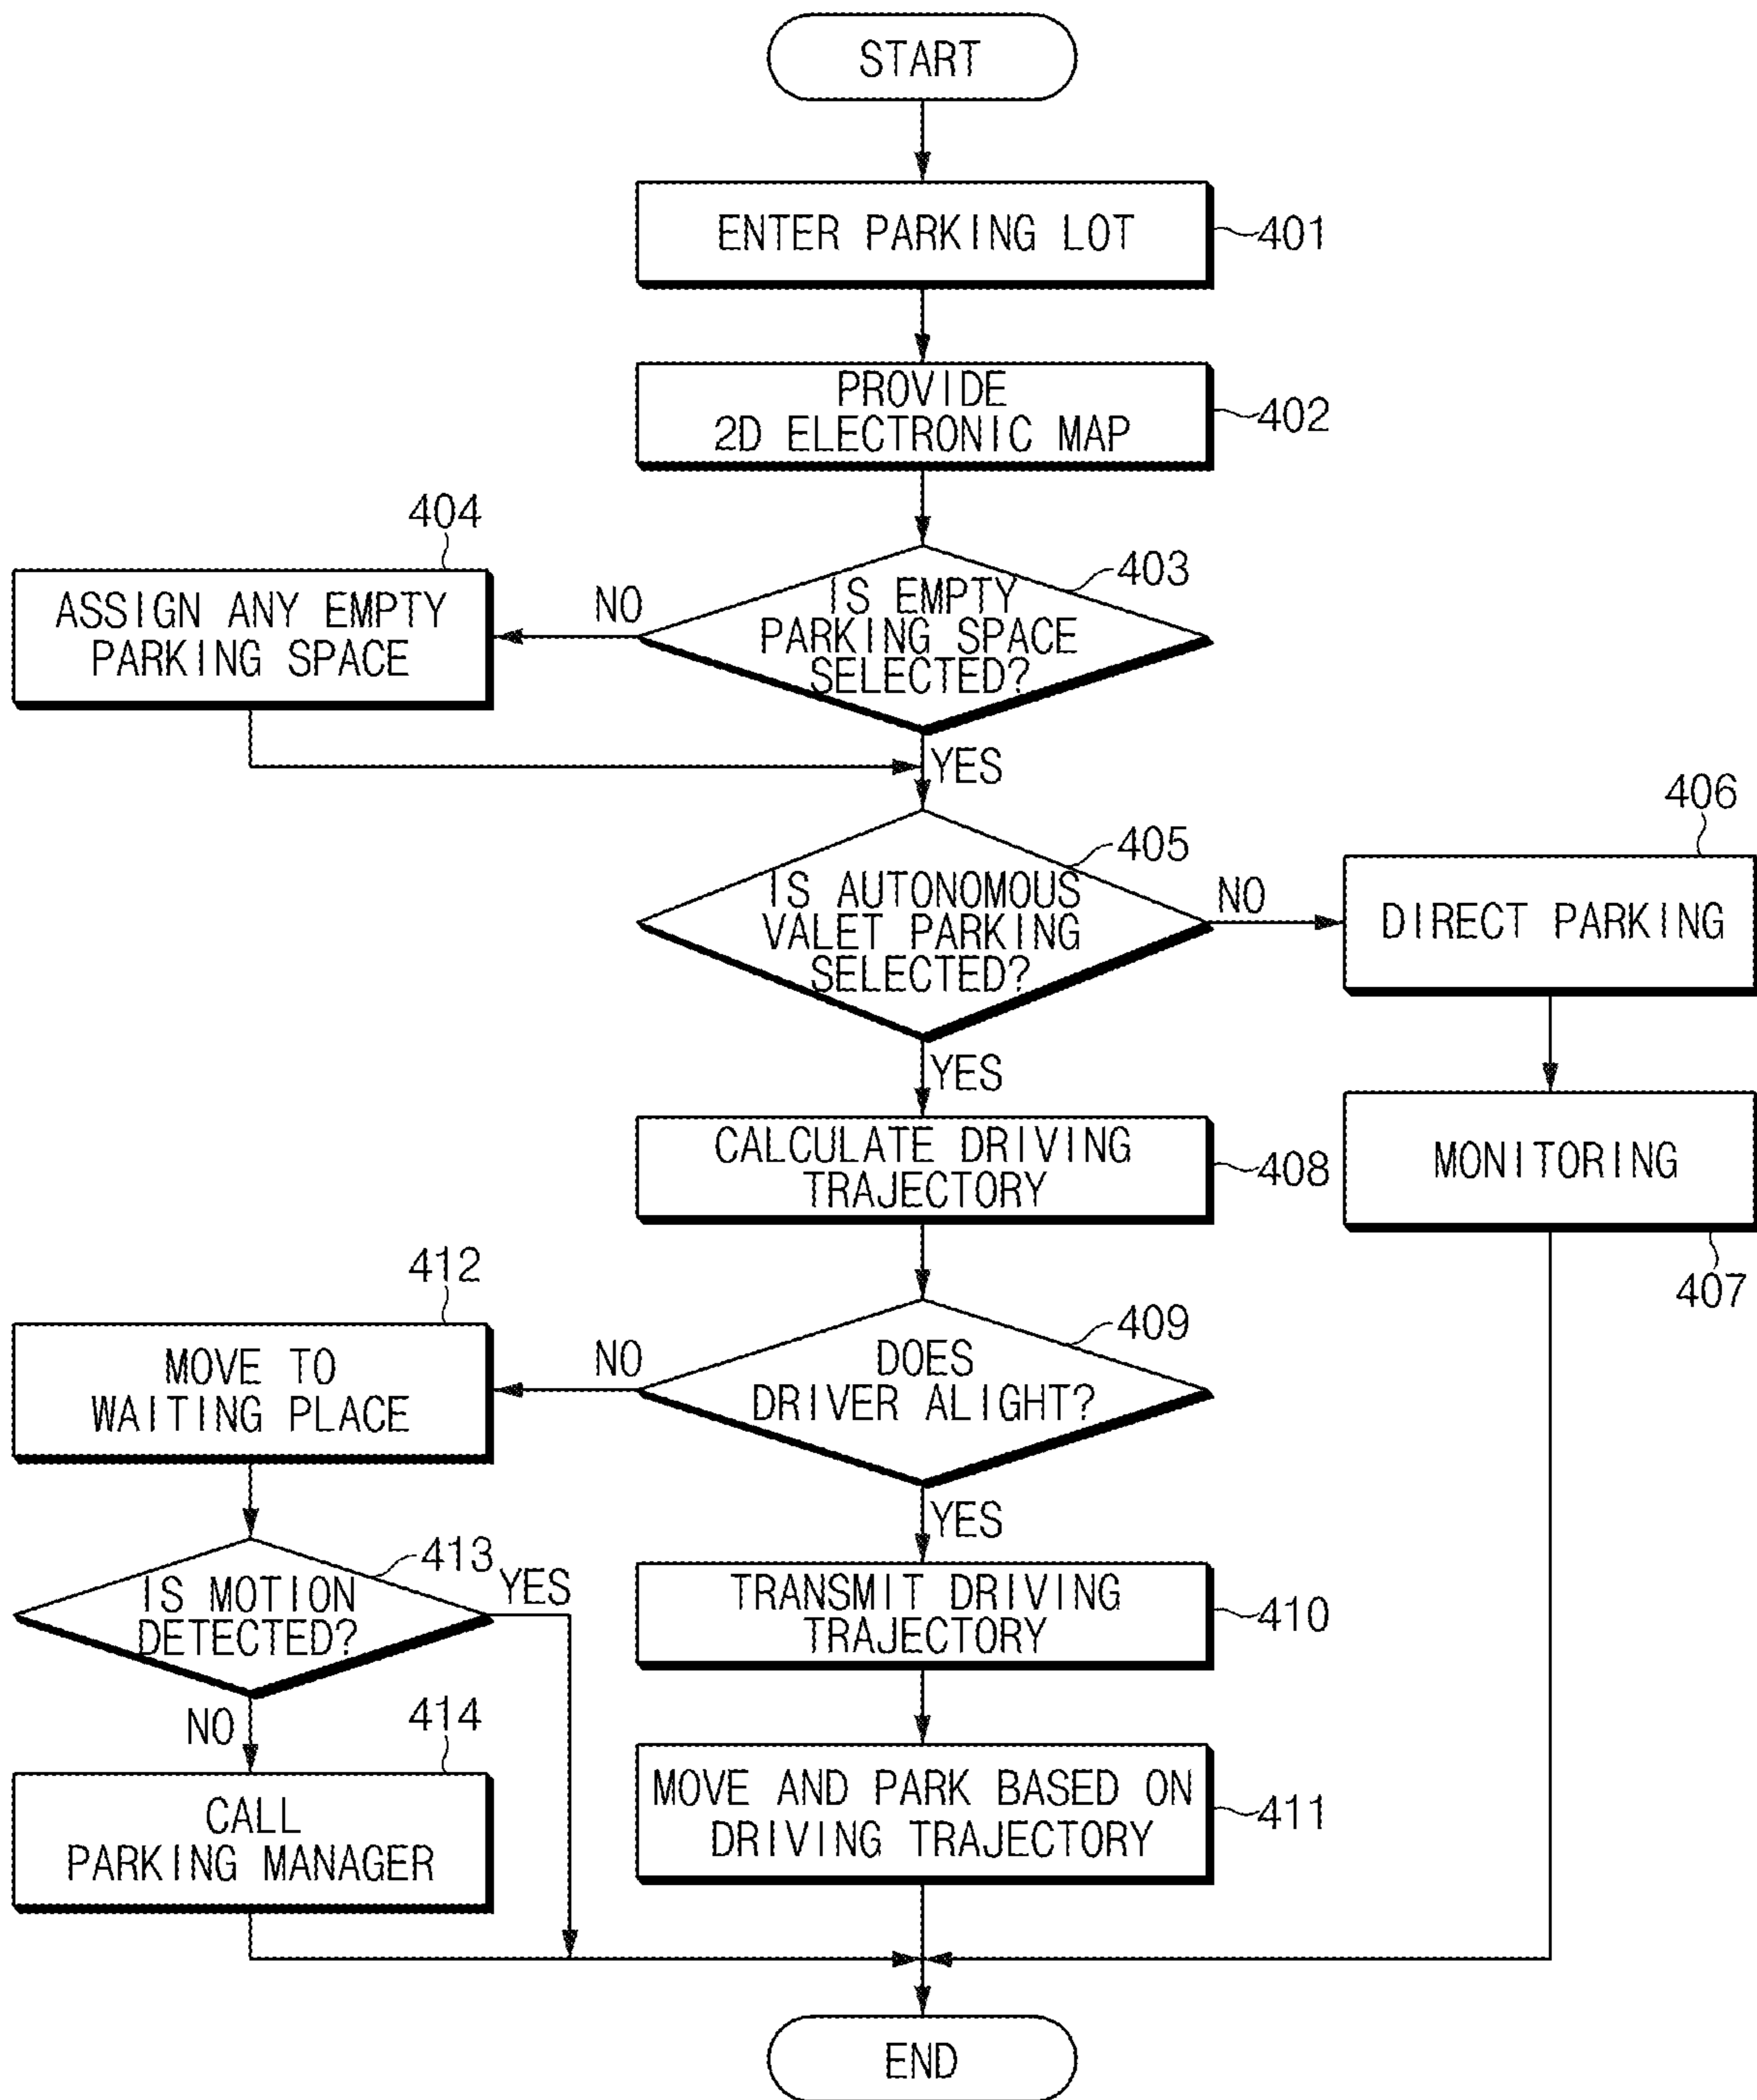 START
ENTER PARKING LOT
401
PROVIDE
2D ELECTRONIC MAP
402
404
ASSIGN ANY EMPTY
PARKING SPACE
NO
403
IS EMPTY
PARKING SPACE
SELECTED?
YES
405
IS AUTONOMOUS
VALET PARKING
SELECTED?
NO
406
DIRECT PARKING
YES
CALCULATE DRIVING
TRAJECTORY
408
MONITORING
407
412
MOVE TO
WAITING PLACE
NO
409
DOES
DRIVER ALIGHT?
YES
413
IS MOTION
DETECTED?
YES
TRANSMIT DRIVING
TRAJECTORY
410
NO
414
CALL
PARKING MANAGER
MOVE AND PARK BASED ON
DRIVING TRAJECTORY
411
END